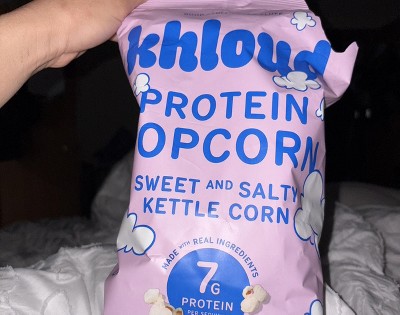 khloud
PROTEIN
OPCORN
SWEET AND SALTY
KETTLE CORN
MADE WITH REAL INGREDIENTS
7G
PROTEIN